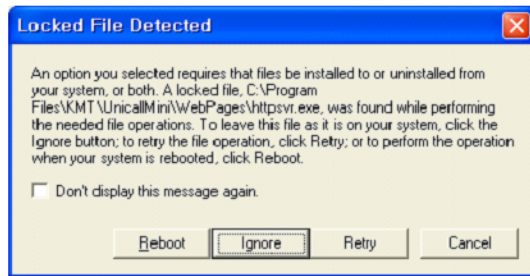 Locked File Detected
An option you selected requires that files be installed to or uninstalled from
your system, or both. A locked file, C:\Program
Files\KMT\UnicallMini\WebPages\httpsvr.exe, was found while performing
the needed file operations. To leave this file as it is on your system, click the
Ignore button; to retry the file operation, click Retry; or to perform the operation
when your system is rebooted, click Reboot.
Don't display this message again.
Reboot Ignore Retry Cancel